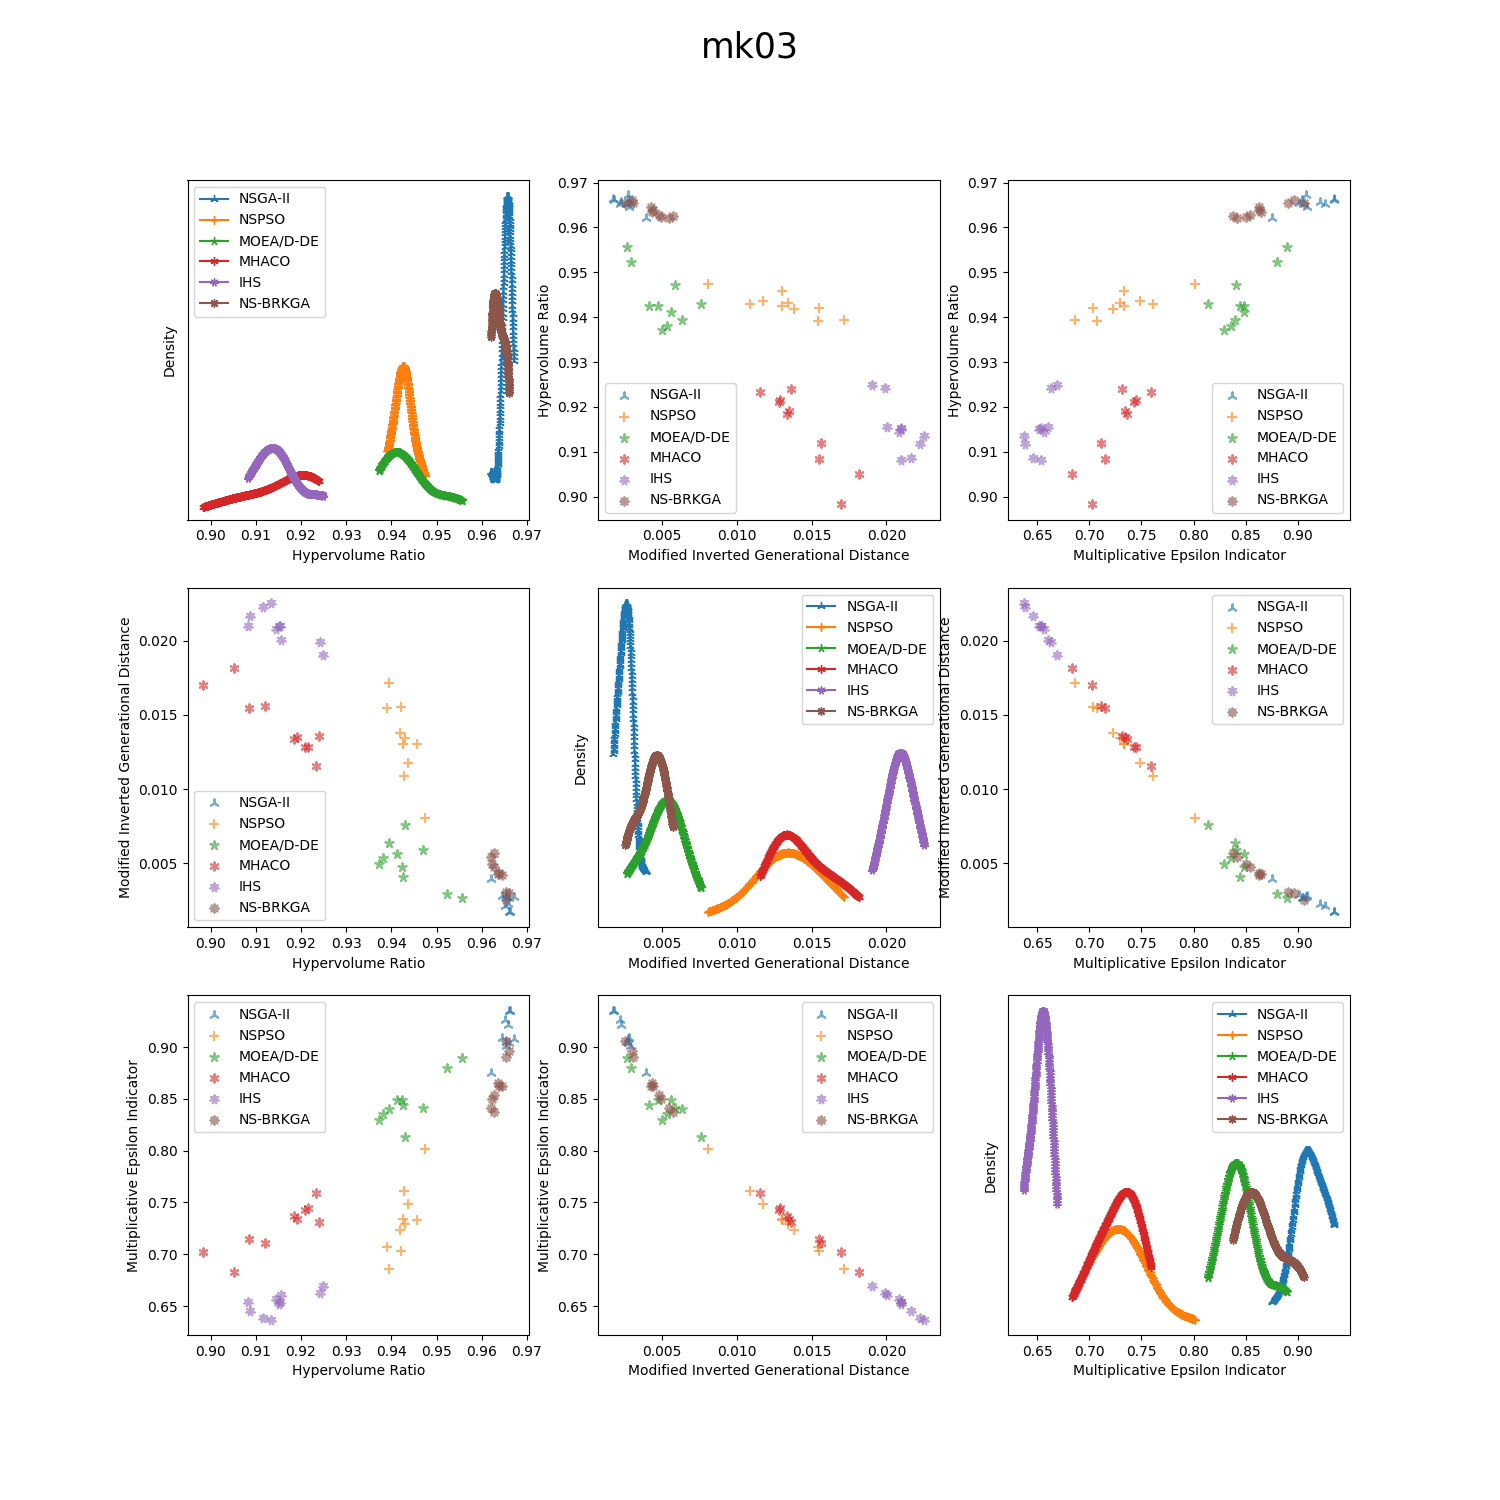 mk03
Density
NSGA-II
NSPSO
MOEA/D-DE
MHACO
IHS
NS-BRKGA
0.90 0.91 0.92 0.93 0.94 0.95 0.96 0.97
Hypervolume Ratio
Hypervolume Ratio
0.97
0.96
0.95
0.94
0.93
0.92
0.91
0.90
NSGA-II
NSPSO
MOEA/D-DE
MHACO
IHS
NS-BRKGA
0.005 0.010 0.015 0.020
Modified Inverted Generational Distance
Hypervolume Ratio
0.97
0.96
0.95
0.94
0.93
0.92
0.91
0.90
NSGA-II
NSPSO
MOEA/D-DE
MHACO
IHS
NS-BRKGA
0.65 0.70 0.75 0.80 0.85 0.90
Multiplicative Epsilon Indicator
Modified Inverted Generational Distance
0.020
0.015
0.010
0.005
NSGA-II
NSPSO
MOEA/D-DE
MHACO
IHS
NS-BRKGA
0.90 0.91 0.92 0.93 0.94 0.95 0.96 0.97
Hypervolume Ratio
Density
NSGA-II
NSPSO
MOEA/D-DE
MHACO
IHS
NS-BRKGA
0.005 0.010 0.015 0.020
Modified Inverted Generational Distance
Modified Inverted Generational Distance
0.020
0.015
0.010
0.005
NSGA-II
NSPSO
MOEA/D-DE
MHACO
IHS
NS-BRKGA
0.65 0.70 0.75 0.80 0.85 0.90
Multiplicative Epsilon Indicator
Multiplicative Epsilon Indicator
0.90
0.85
0.80
0.75
0.70
0.65
NSGA-II
NSPSO
MOEA/D-DE
MHACO
IHS
NS-BRKGA
0.90 0.91 0.92 0.93 0.94 0.95 0.96 0.97
Hypervolume Ratio
Multiplicative Epsilon Indicator
0.90
0.85
0.80
0.75
0.70
0.65
NSGA-II
NSPSO
MOEA/D-DE
MHACO
IHS
NS-BRKGA
0.005 0.010 0.015 0.020
Modified Inverted Generational Distance
Density
NSGA-II
NSPSO
MOEA/D-DE
MHACO
IHS
NS-BRKGA
0.65 0.70 0.75 0.80 0.85 0.90
Multiplicative Epsilon Indicator